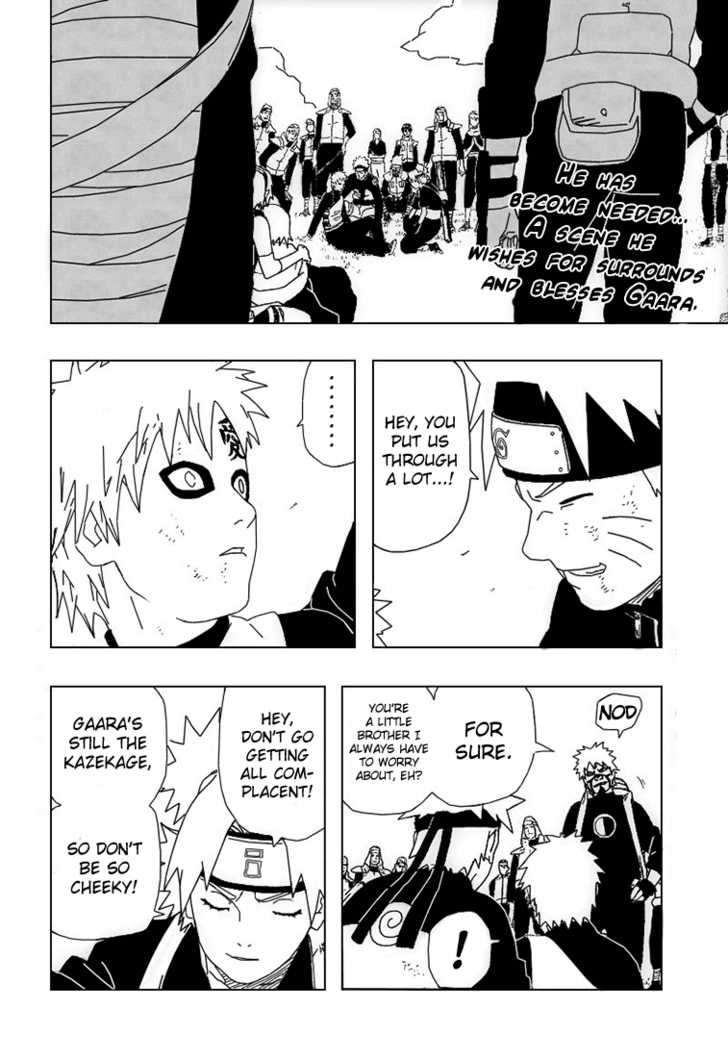 HE HAS
BECOME NEEDED...
A SCENE HE
WISHES FOR SURROUNDS
AND BLESSES GAARA.
HEY, YOU
PUT US
THROUGH
A LOT...!
........
愛
NOD
FOR
SURE.
YOU'RE
A LITTLE
BROTHER I
ALWAYS HAVE
TO WORRY
ABOUT, EH?
!
HEY,
DON'T GO
GETTING
ALL COM-
PLACENT!
GAARA'S
STILL THE
KAZEKAGE,
SO DON'T
BE SO
CHEEKY!